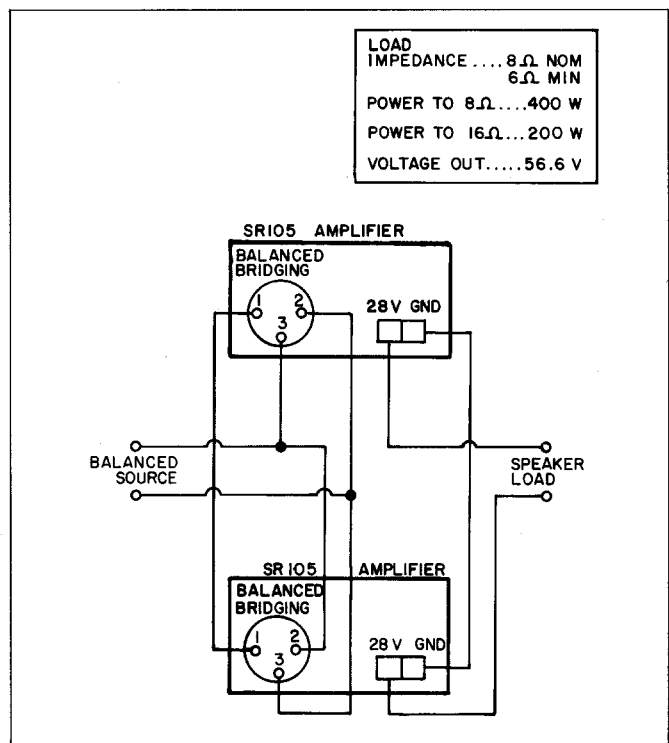 LOAD
IMPEDANCE .... 8Ω NOM
6Ω MIN
POWER TO 8Ω....400 W
POWER TO 16Ω...200 W
VOLTAGE OUT.....56.6 V
SR105 AMPLIFIER
BALANCED
BRIDGING
1 2
3
28V GND
BALANCED
SOURCE
SPEAKER
LOAD
SR105 AMPLIFIER
BALANCED
BRIDGING
1 2
3
28V GND